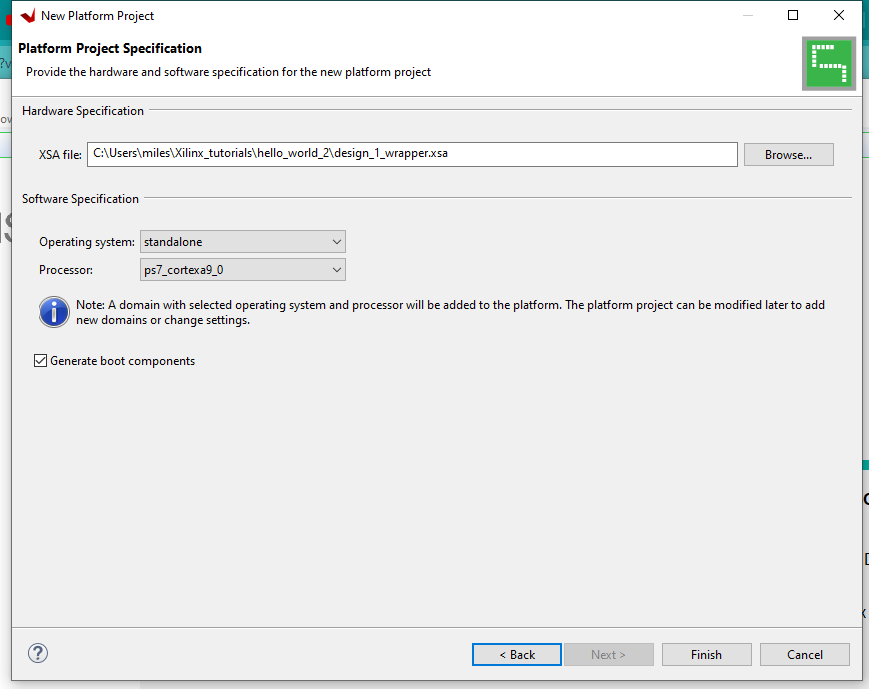 New Platform Project
Platform Project Specification
Provide the hardware and software specification for the new platform project
Hardware Specification
XSA file: C:\Users\miles\Xilinx_tutorials\hello_world_2\design_1_wrapper.xsa Browse...
Software Specification
Operating system: standalone
Processor: ps7_cortexa9_0
Note: A domain with selected operating system and processor will be added to the platform. The platform project can be modified later to add
new domains or change settings.
Generate boot components
< Back Next > Finish Cancel